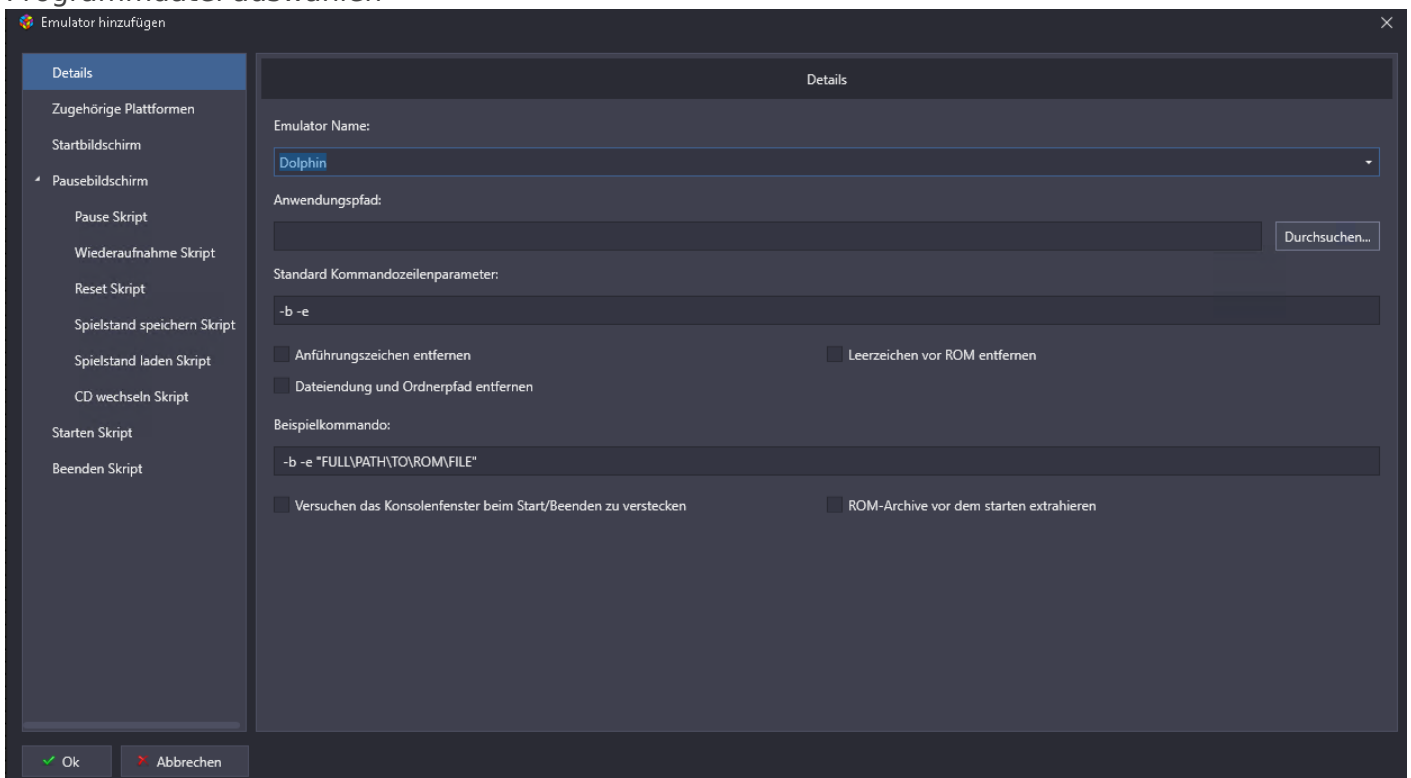 Emulator hinzufügen
Details
Zugehörige Plattformen
Startbildschirm
Pausebildschirm
Pause Skript
Wiederaufnahme Skript
Reset Skript
Spielstand speichern Skript
Spielstand laden Skript
CD wechseln Skript
Starten Skript
Beenden Skript
Details
Emulator Name:
Dolphin
Anwendungspfad:
Durchsuchen...
Standard Kommandozeilenparameter:
-b -e
Anführungszeichen entfernen
Leerzeichen vor ROM entfernen
Dateiendung und Ordnerpfad entfernen
Beispielkommando:
-b -e "FULL\PATH\TO\ROM\FILE"
Versuchen das Konsolenfenster beim Start/Beenden zu verstecken
ROM-Archive vor dem starten extrahieren
Ok
Abbrechen